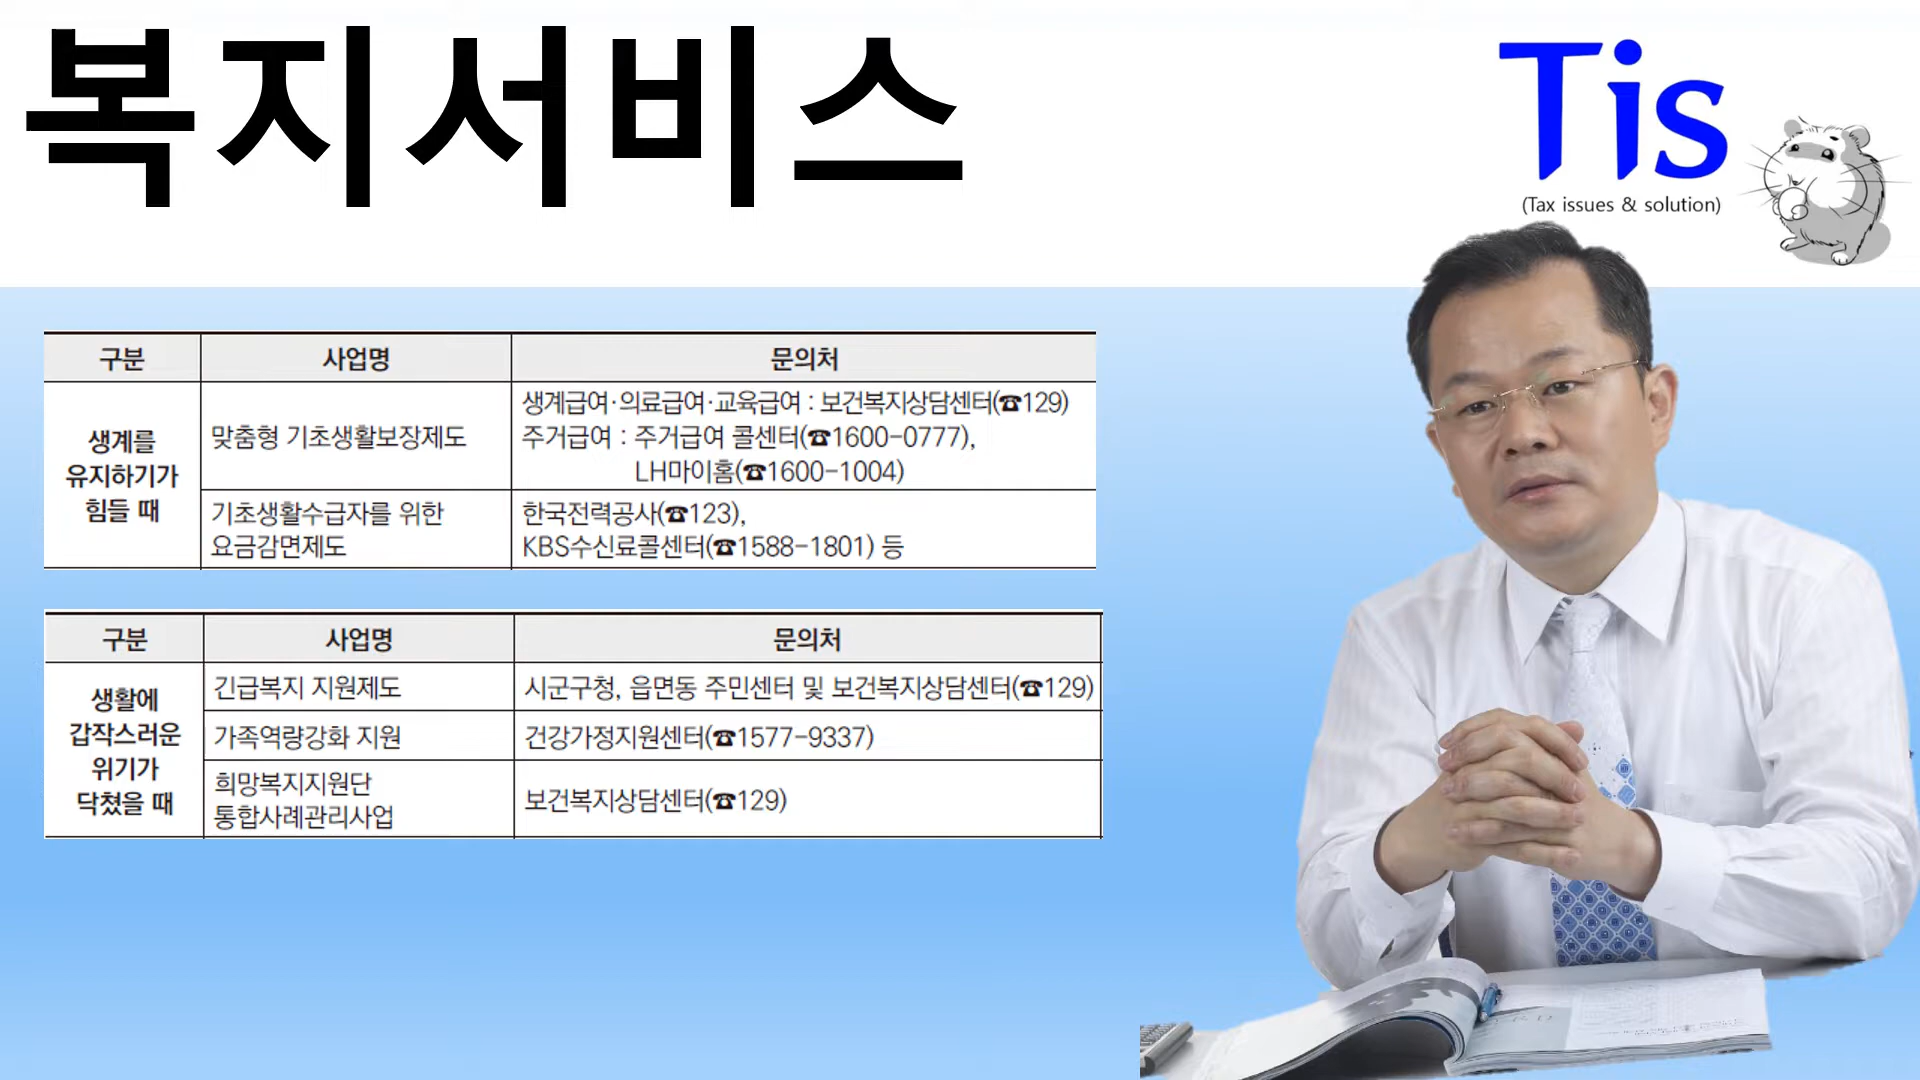 복지서비스
Tis
(Tax issues & solution)
구분 사업명 문의처
생계를
유지하기가
힘들 때
맞춤형 기초생활보장제도
생계급여·의료급여·교육급여 : 보건복지상담센터(☎129)
주거급여 : 주거급여 콜센터(☎1600-0777),
LH마이홈(☎1600-1004)
기초생활수급자를 위한
요금감면제도
한국전력공사(☎123),
KBS수신료콜센터(☎1588-1801) 등
구분 사업명 문의처
생활에
갑작스러운
위기가
닥쳤을 때
긴급복지 지원제도
시군구청, 읍면동 주민센터 및 보건복지상담센터(☎129)
가족역량강화 지원
건강가정지원센터(☎1577-9337)
희망복지지원단
통합사례관리사업
보건복지상담센터(☎129)